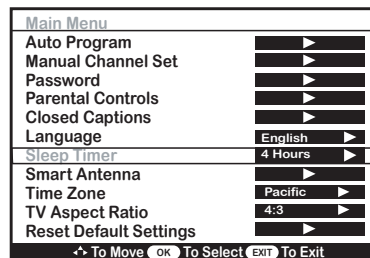 Main Menu
Auto Program
Manual Channel Set
Password
Parental Controls
Closed Captions
Language English
Sleep Timer 4 Hours
Smart Antenna
Time Zone Pacific
TV Aspect Ratio 4:3
Reset Default Settings
To Move OK To Select EXIT To Exit